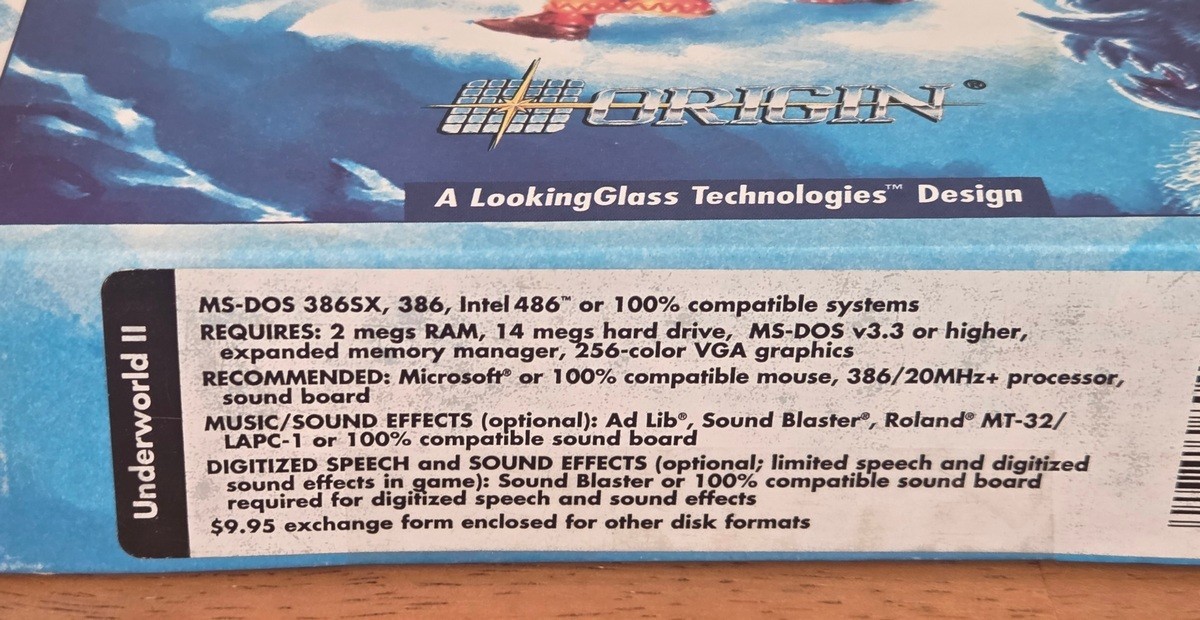 ORIGIN®
A LookingGlass Technologies™ Design
Underworld II
MS-DOS 386SX, 386, Intel 486™ or 100% compatible systems
REQUIRES: 2 megs RAM, 14 megs hard drive, MS-DOS v3.3 or higher,
expanded memory manager, 256-color VGA graphics
RECOMMENDED: Microsoft® or 100% compatible mouse, 386/20MHz+ processor,
sound board
MUSIC/SOUND EFFECTS (optional): Ad Lib®, Sound Blaster®, Roland® MT-32/
LAPC-1 or 100% compatible sound board
DIGITIZED SPEECH and SOUND EFFECTS (optional; limited speech and digitized
sound effects in game): Sound Blaster or 100% compatible sound board
required for digitized speech and sound effects
$9.95 exchange form enclosed for other disk formats